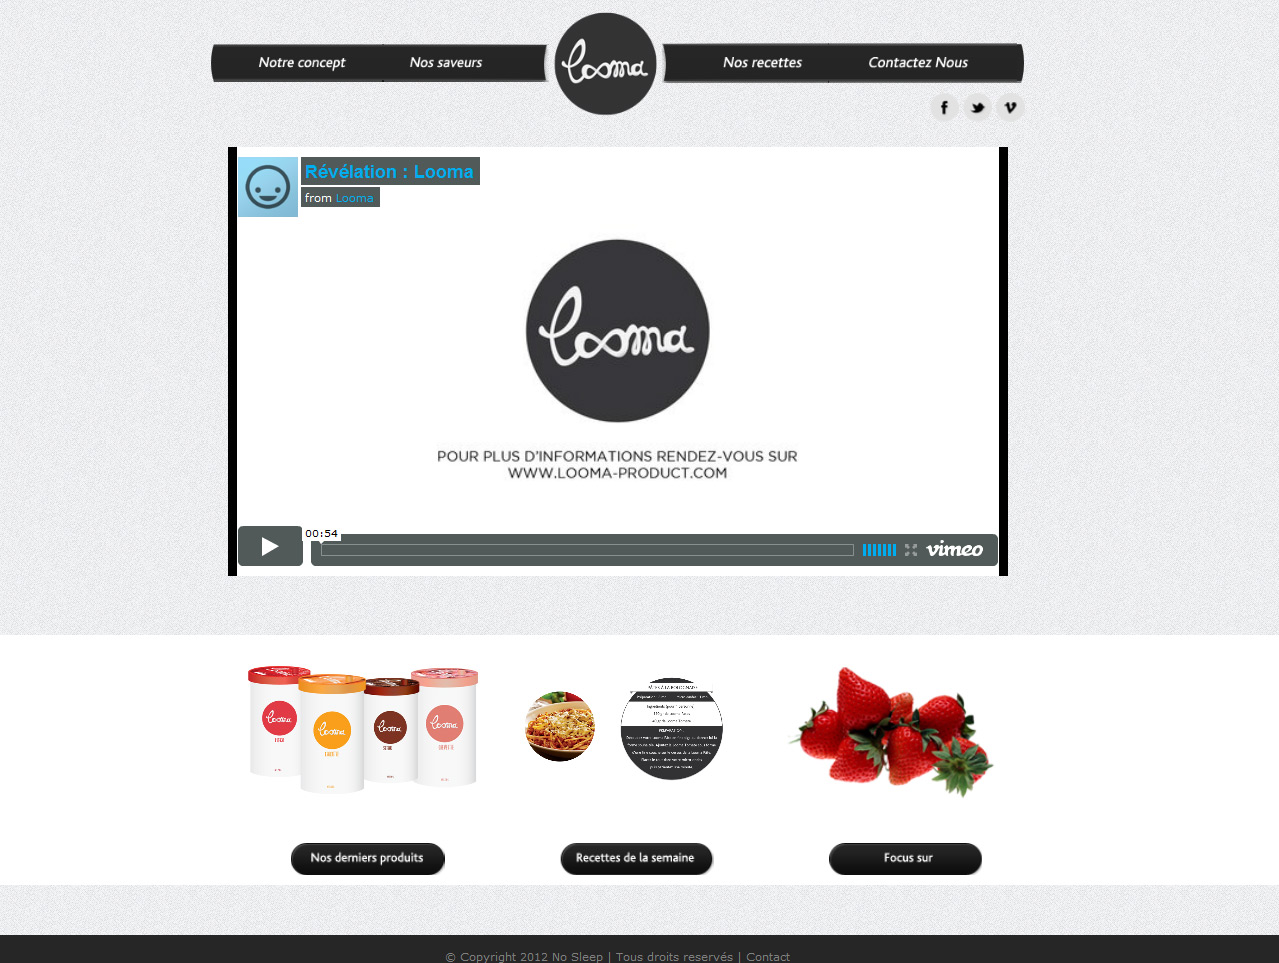 Notre concept
Nos saveurs
looma
Nos recettes
Contactez Nous
Révélation : Looma
from Looma
looma
POUR PLUS D'INFORMATIONS RENDEZ-VOUS SUR
WWW.LOOMA-PRODUCT.COM
00:54
vimeo
looma
looma
looma
looma
Nos derniers produits
Recettes de la semaine
Focus sur
© Copyright 2012 No Sleep | Tous droits reservés | Contact